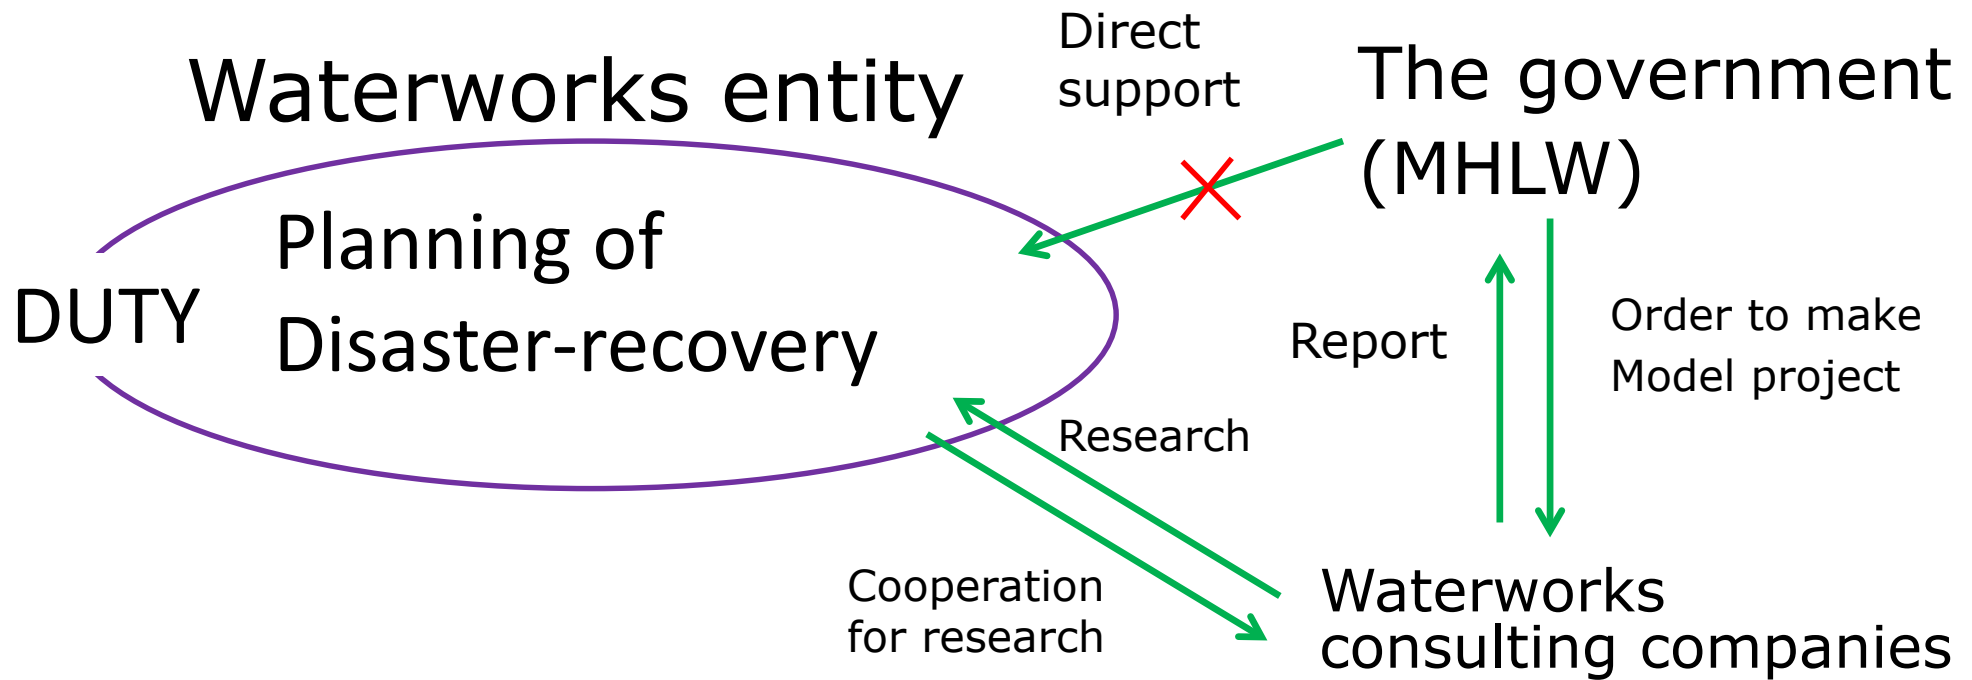 Direct
support
Waterworks entity
The government
(MHLW)
Planning of
Disaster-recovery
DUTY
Report
Order to make
Model project
Research
Cooperation
for research
Waterworks
consulting companies